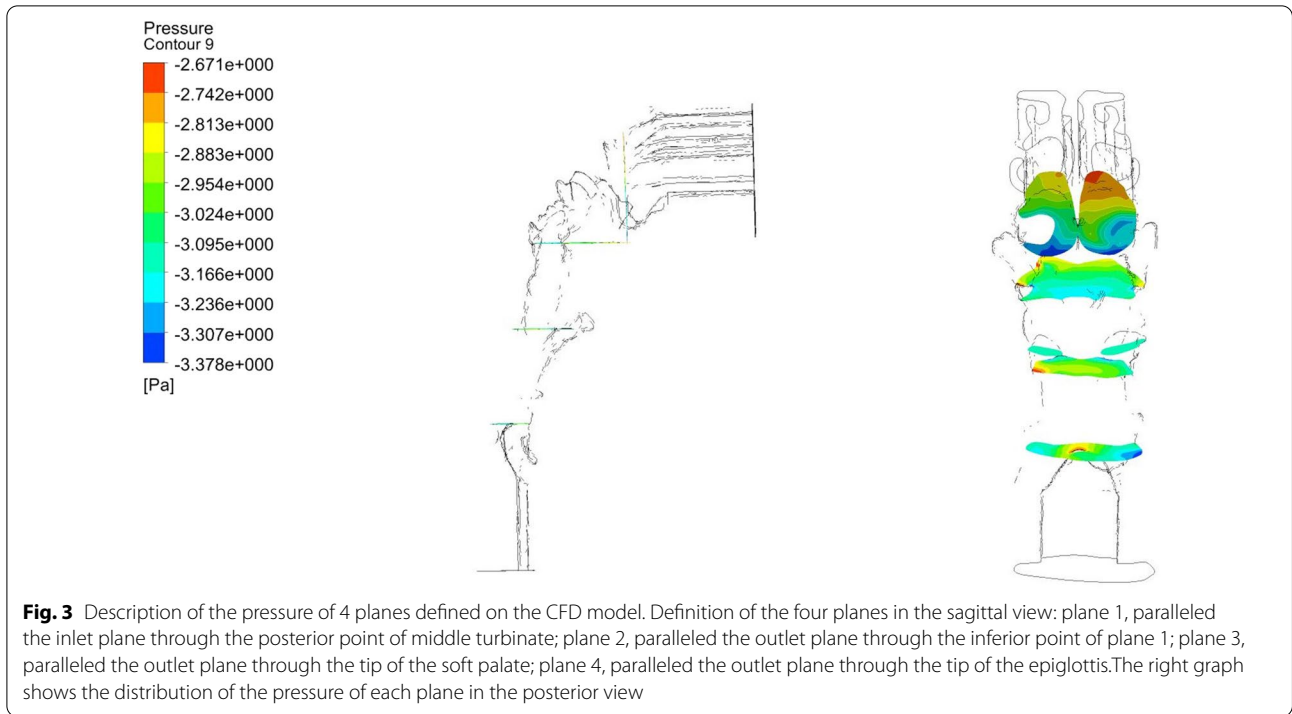 Pressure
Contour 9
-2.671e+000
-2.742e+000
-2.813e+000
-2.883e+000
-2.954e+000
-3.024e+000
-3.095e+000
-3.166e+000
-3.236e+000
-3.307e+000
-3.378e+000
[Pa]
Fig. 3 Description of the pressure of 4 planes defined on the CFD model. Definition of the four planes in the sagittal view: plane 1, paralleled
the inlet plane through the posterior point of middle turbinate; plane 2, paralleled the outlet plane through the inferior point of plane 1; plane 3,
paralleled the outlet plane through the tip of the soft palate; plane 4, paralleled the outlet plane through the tip of the epiglottis.The right graph
shows the distribution of the pressure of each plane in the posterior view